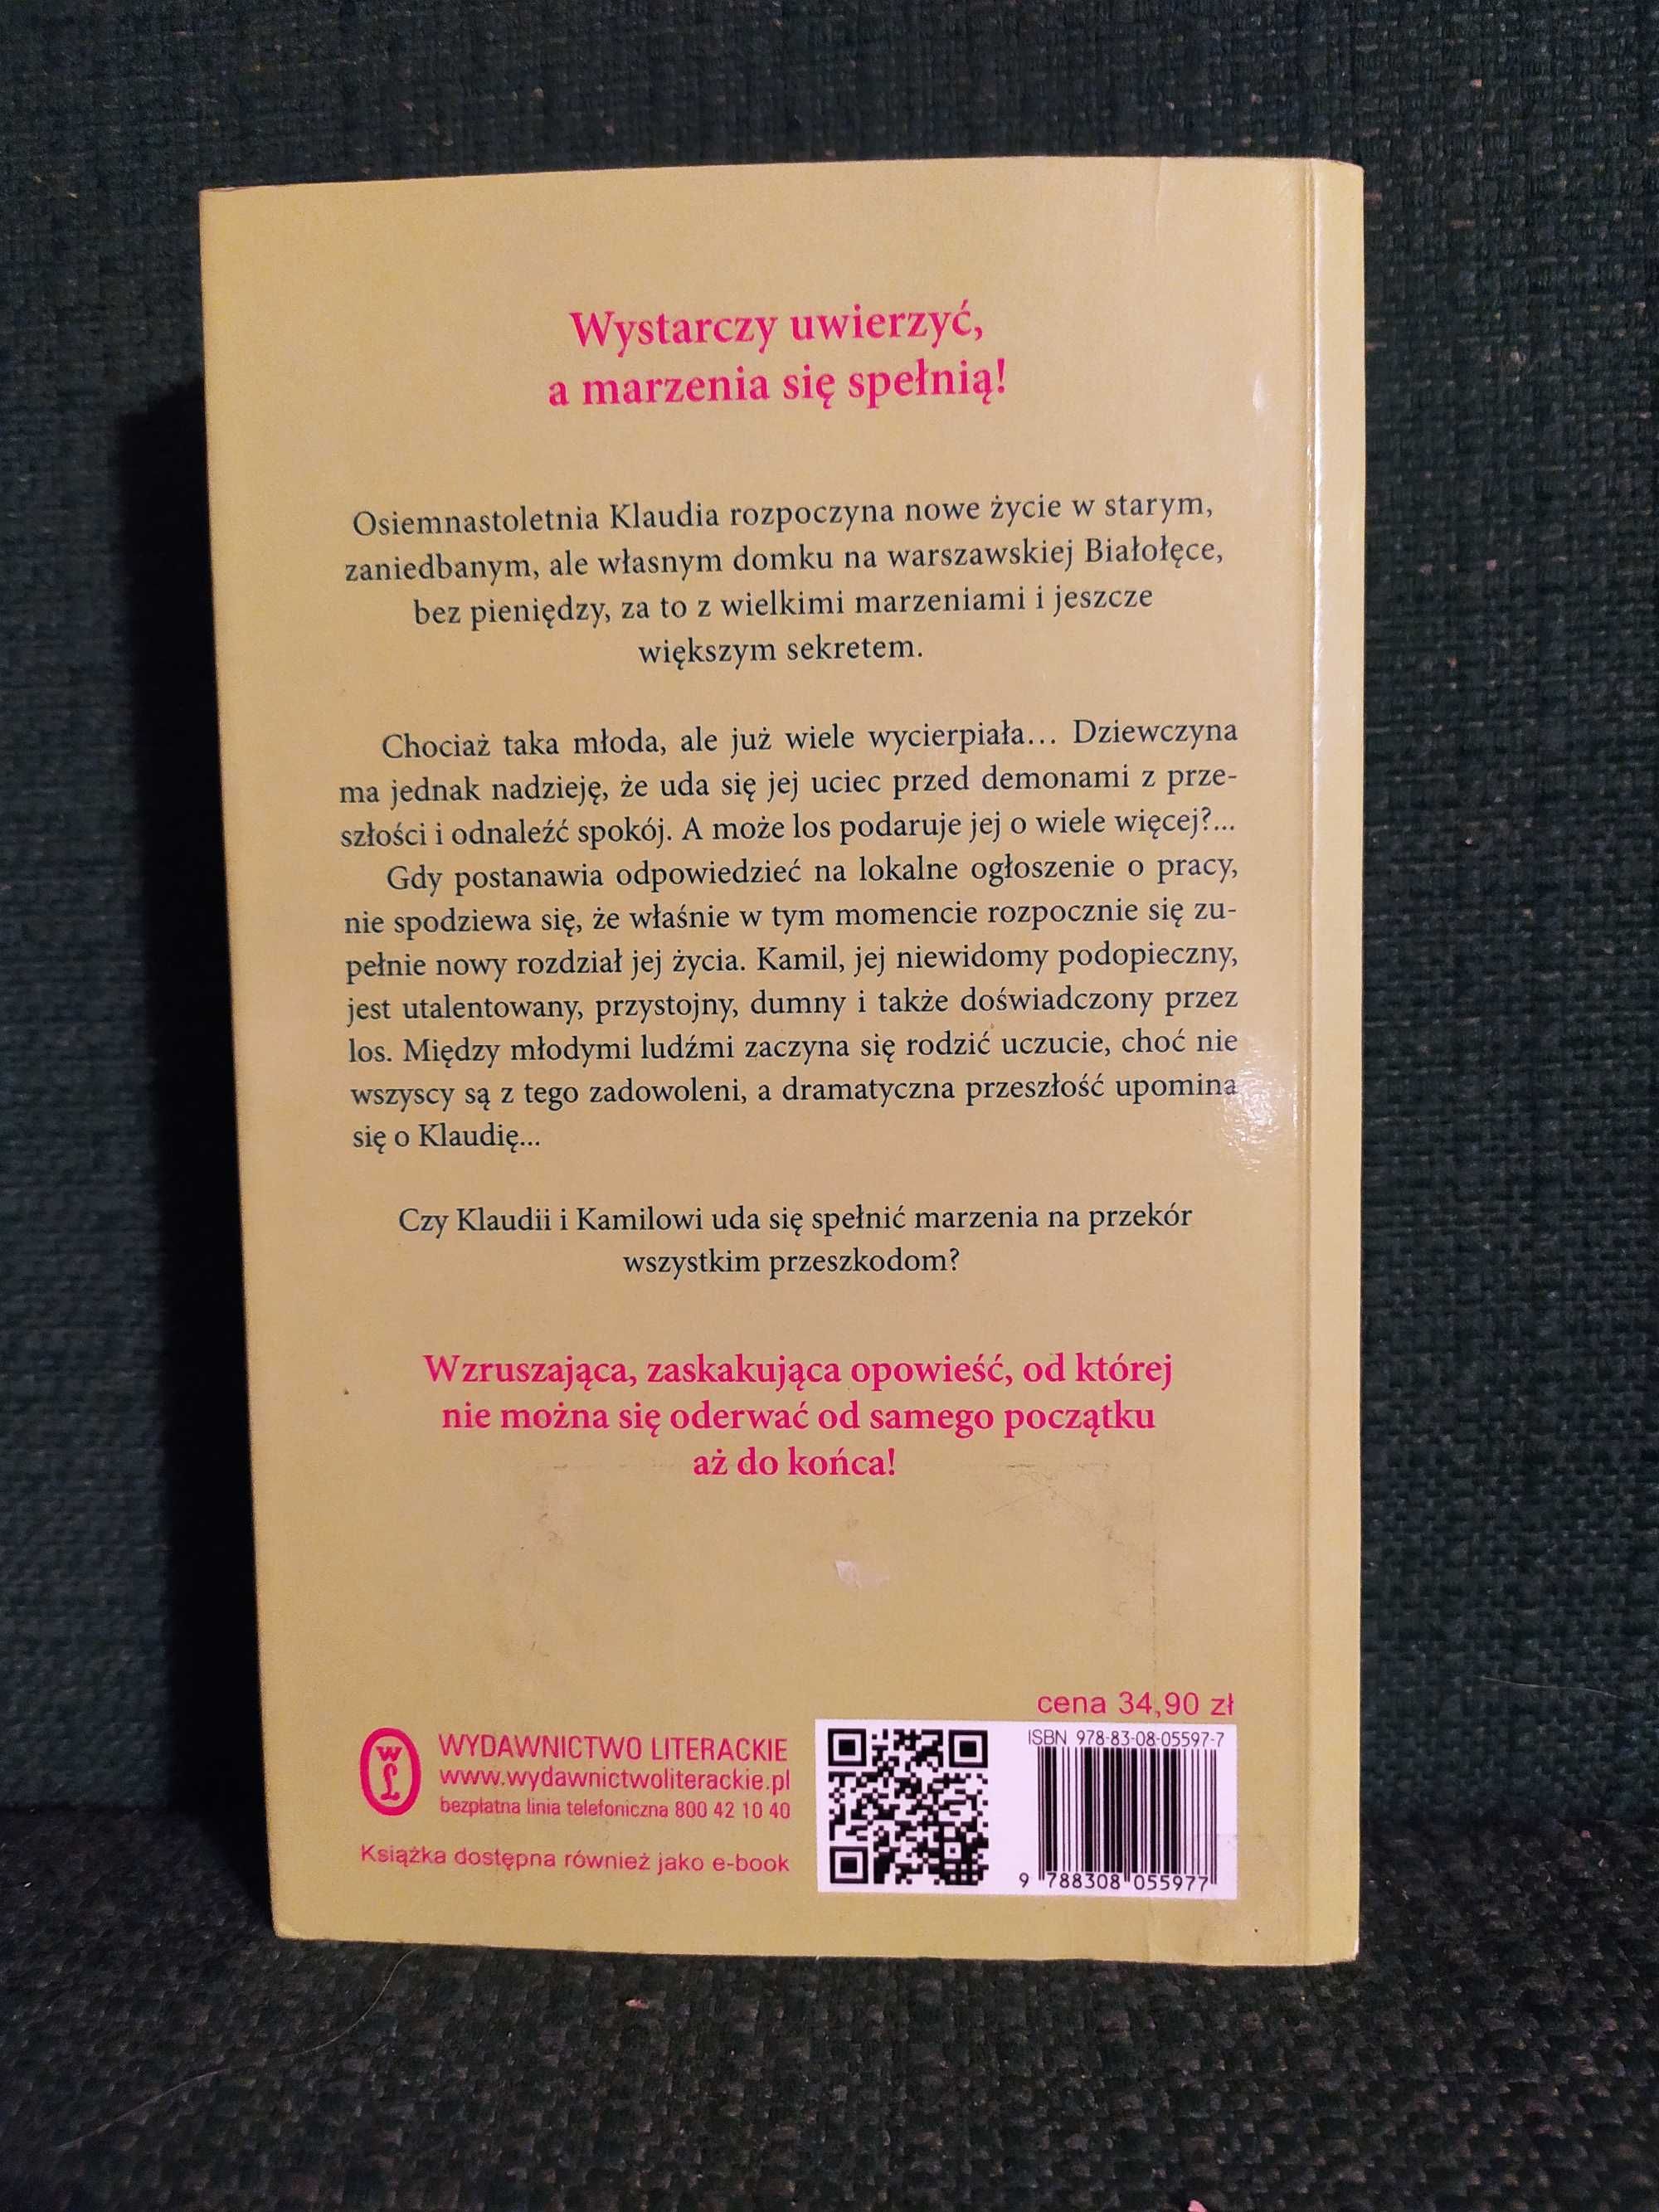 Wystarczy uwierzyć,
a marzenia się spełnią!
Osiemnastoletnia Klaudia rozpoczyna nowe życie w starym,
zaniedbanym, ale własnym domku na warszawskiej Białołęce,
bez pieniędzy, za to z wielkimi marzeniami i jeszcze
większym sekretem.
Chociaż taka młoda, ale już wiele wycierpiała... Dziewczyna
ma jednak nadzieję, że uda się jej uciec przed demonami z prze-
szłości i odnaleźć spokój. A może los podaruje jej o wiele więcej?...
Gdy postanawia odpowiedzieć na lokalne ogłoszenie o pracy,
nie spodziewa się, że właśnie w tym momencie rozpocznie się zu-
pełnie nowy rozdział jej życia. Kamil, jej niewidomy podopieczny,
jest utalentowany, przystojny, dumny i także doświadczony przez
los. Między młodymi ludźmi zaczyna się rodzić uczucie, choć nie
wszyscy są z tego zadowoleni, a dramatyczna przeszłość upomina
się o Klaudię...
Czy Klaudii i Kamilowi uda się spełnić marzenia na przekór
wszystkim przeszkodom?
Wzruszająca, zaskakująca opowieść, od której
nie można się oderwać od samego początku
aż do końca!
cena 34,90 zł
WYDAWNICTWO LITERACKIE
www.wydawnictwoliterackie.pl
bezpłatna linia telefoniczna 800 42 10 40
Książka dostępna również jako e-book
ISBN 978-83-08-05597-7
9 788308 055977